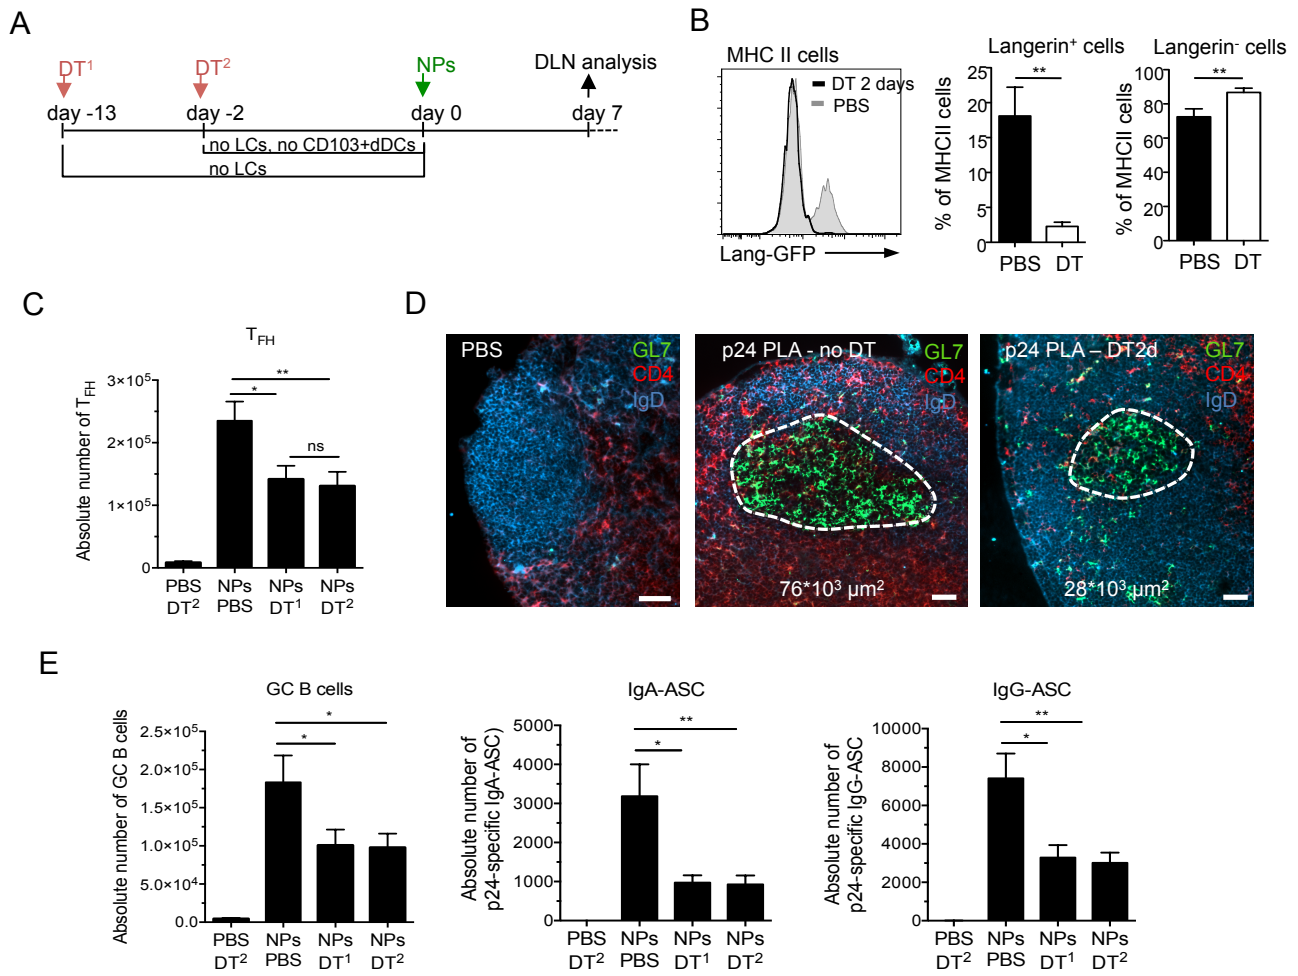 A
DT¹ DT² NPs DLN analysis
day -13 day -2 day 0 day 7
no LCs, no CD103+dDCs
no LCs
B
MHC II cells
DT 2 days
PBS
Lang-GFP
Langerin⁺ cells
% of MHCII cells
25
20
15
10
5
0
**
PBS DT
Langerin⁻ cells
% of MHCII cells
100
80
60
40
20
0
**
PBS DT
C
T_FH
Absolute number of T_FH
3×10⁵
2×10⁵
1×10⁵
0
**
*
ns
PBS NPs NPs NPs
DT² PBS DT¹ DT²
D
PBS
GL7
CD4
IgD
p24 PLA - no DT
GL7
CD4
IgD
76*10³ µm²
p24 PLA – DT2d
GL7
CD4
IgD
28*10³ µm²
E
GC B cells
Absolute number of GC B cells
2.5×10⁵
2.0×10⁵
1.5×10⁵
1.0×10⁵
5.0×10⁴
0.0
*
*
PBS NPs NPs NPs
DT² PBS DT¹ DT²
IgA-ASC
Absolute number of
p24-specific IgA-ASC)
5000
4000
3000
2000
1000
0
**
*
PBS NPs NPs NPs
DT² PBS DT¹ DT²
IgG-ASC
Absolute number of
p24-specific IgG-ASC
10000
8000
6000
4000
3000
2000
0
**
*
PBS NPs NPs NPs
DT² PBS DT¹ DT²